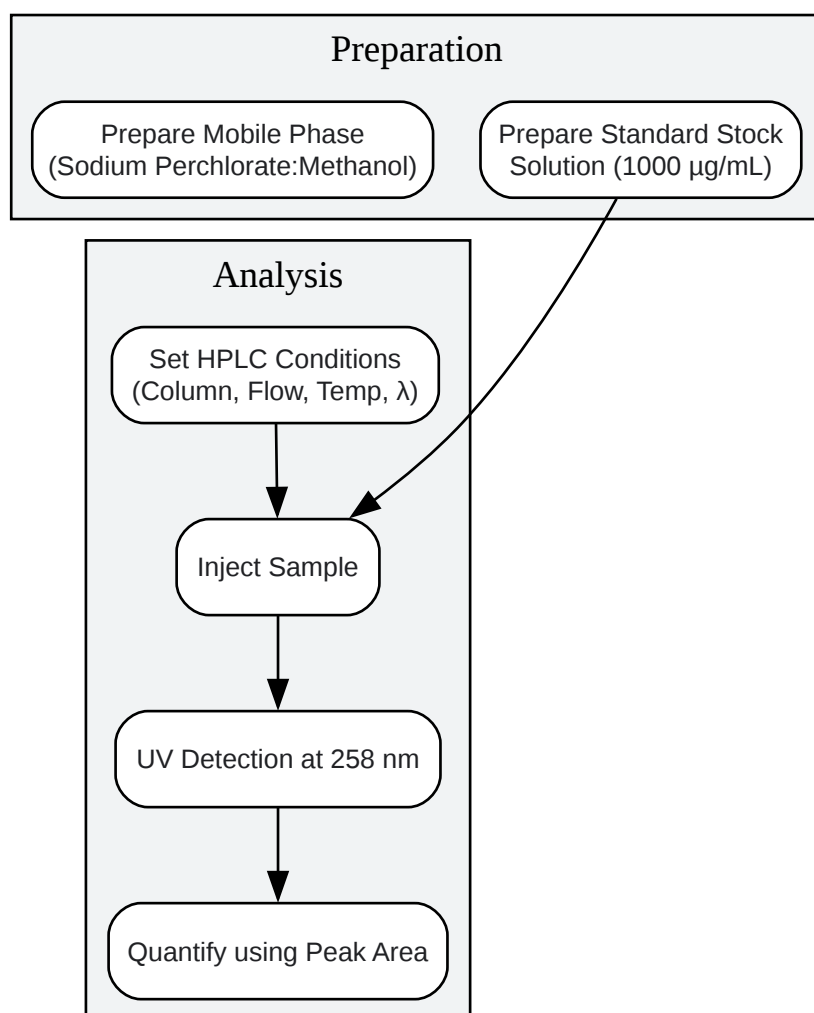 Preparation
Prepare Mobile Phase
(Sodium Perchlorate:Methanol)
Prepare Standard Stock
Solution (1000 µg/mL)
Analysis
Set HPLC Conditions
(Column, Flow, Temp, λ)
Inject Sample
UV Detection at 258 nm
Quantify using Peak Area